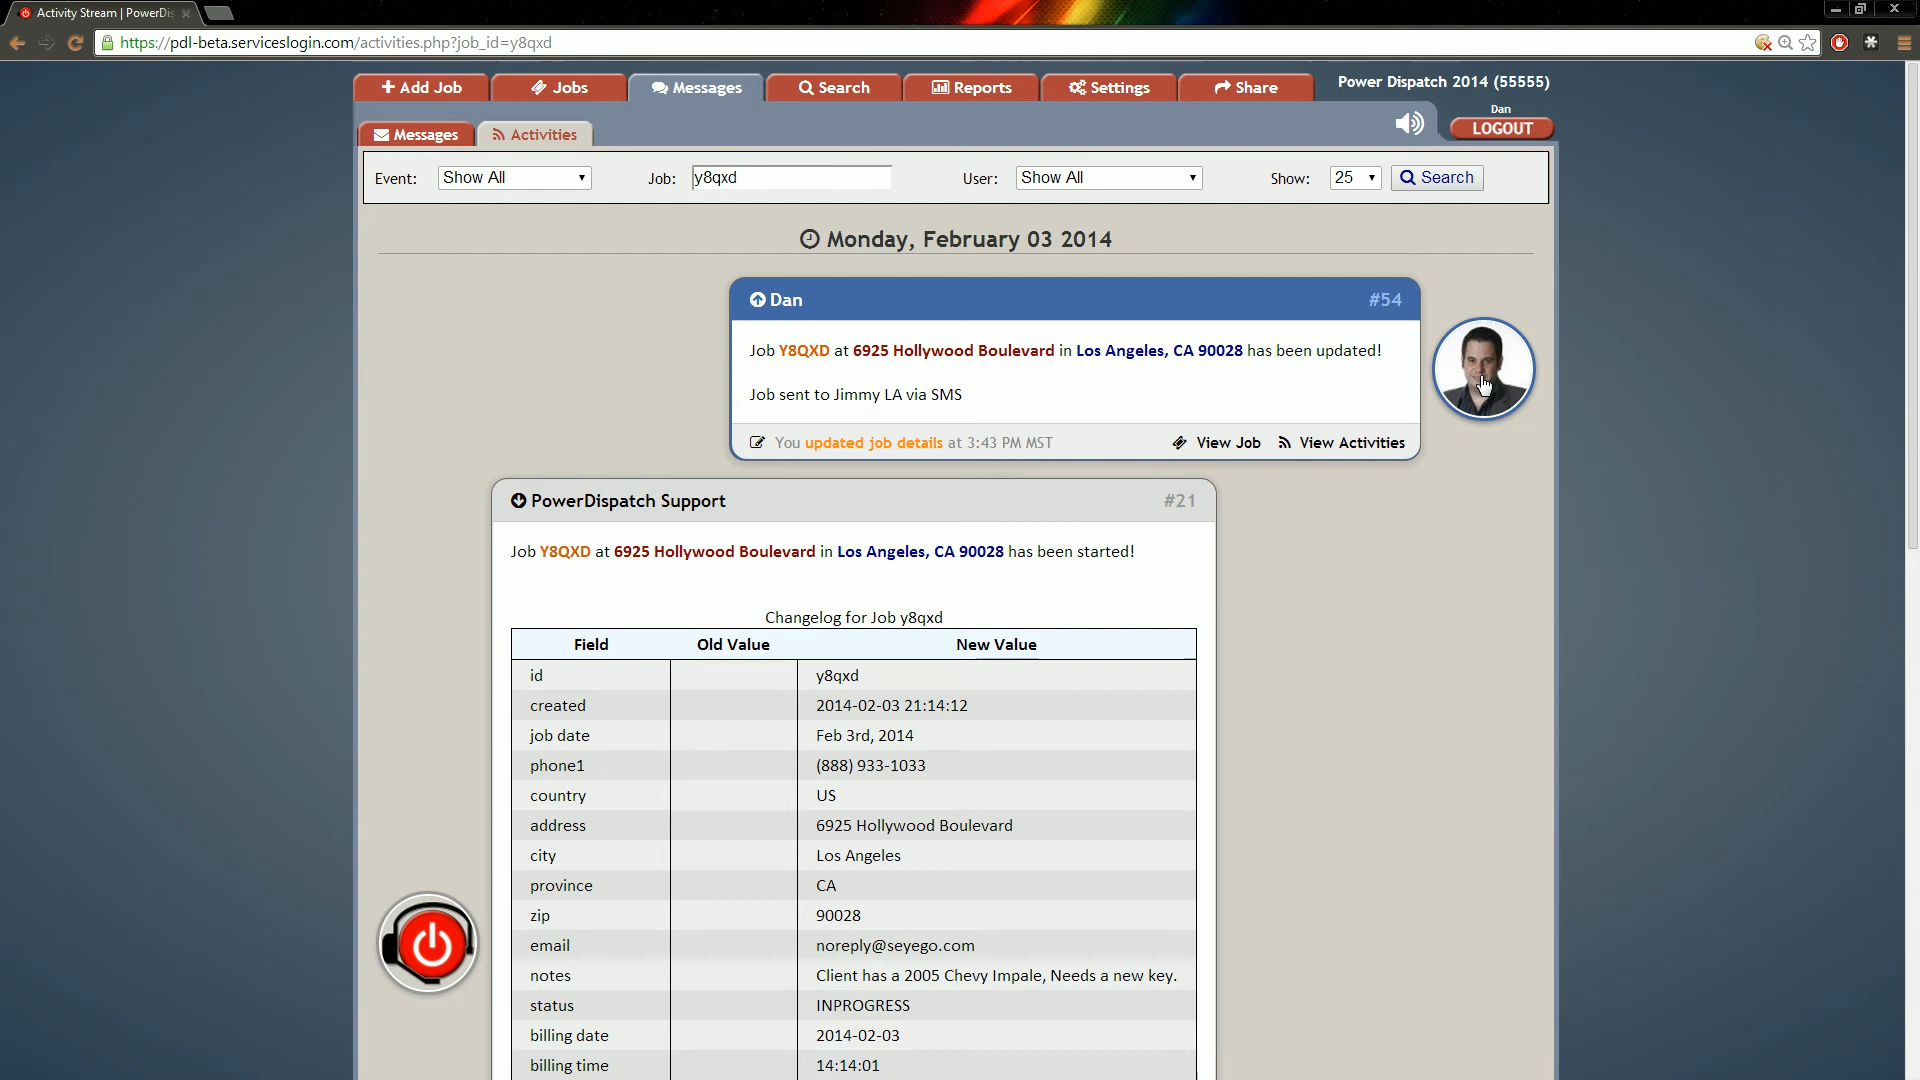 Activity Stream | PowerDis
https://pdl-beta.serviceslogin.com/activities.php?job_id=y8qxd
Add Job
Jobs
Messages
Search
Reports
Settings
Share
Power Dispatch 2014 (55555)
Dan
LOGOUT
Messages
Activities
Event: Show All
Job: y8qxd
User: Show All
Show: 25
Search
Monday, February 03 2014
Dan #54
Job Y8QXD at 6925 Hollywood Boulevard in Los Angeles, CA 90028 has been updated!
Job sent to Jimmy LA via SMS
You updated job details at 3:43 PM MST View Job View Activities
PowerDispatch Support #21
Job Y8QXD at 6925 Hollywood Boulevard in Los Angeles, CA 90028 has been started!
Changelog for Job y8qxd
Field Old Value New Value
id y8qxd
created 2014-02-03 21:14:12
job date Feb 3rd, 2014
phone1 (888) 933-1033
country US
address 6925 Hollywood Boulevard
city Los Angeles
province CA
zip 90028
email noreply@seyego.com
notes Client has a 2005 Chevy Impale, Needs a new key.
status INPROGRESS
billing date 2014-02-03
billing time 14:14:01